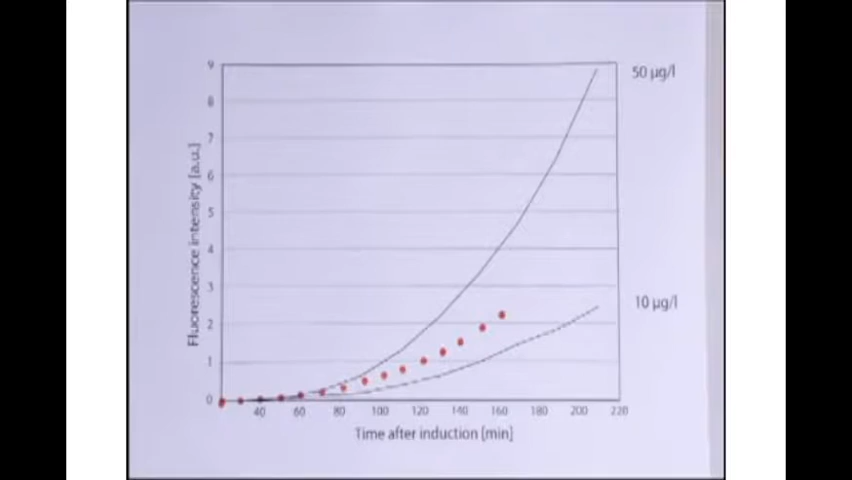 50 µg/l
10 µg/l
Fluorescence intensity [a.u.]
9
8
7
6
5
4
3
2
1
0
40 60 80 100 120 140 160 180 200 220
Time after induction [min]